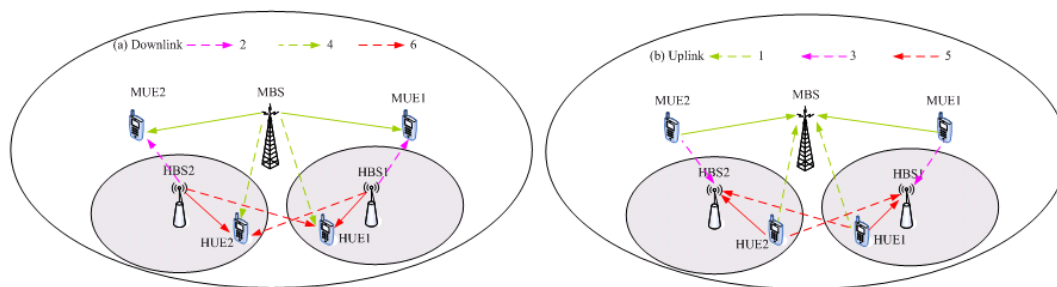 (a) Downlink 2 4 6
MUE2 MBS MUE1
HBS2 HBS1
HUE2 HUE1
(b) Uplink 1 3 5
MUE2 MBS MUE1
HBS2 HBS1
HUE2 HUE1